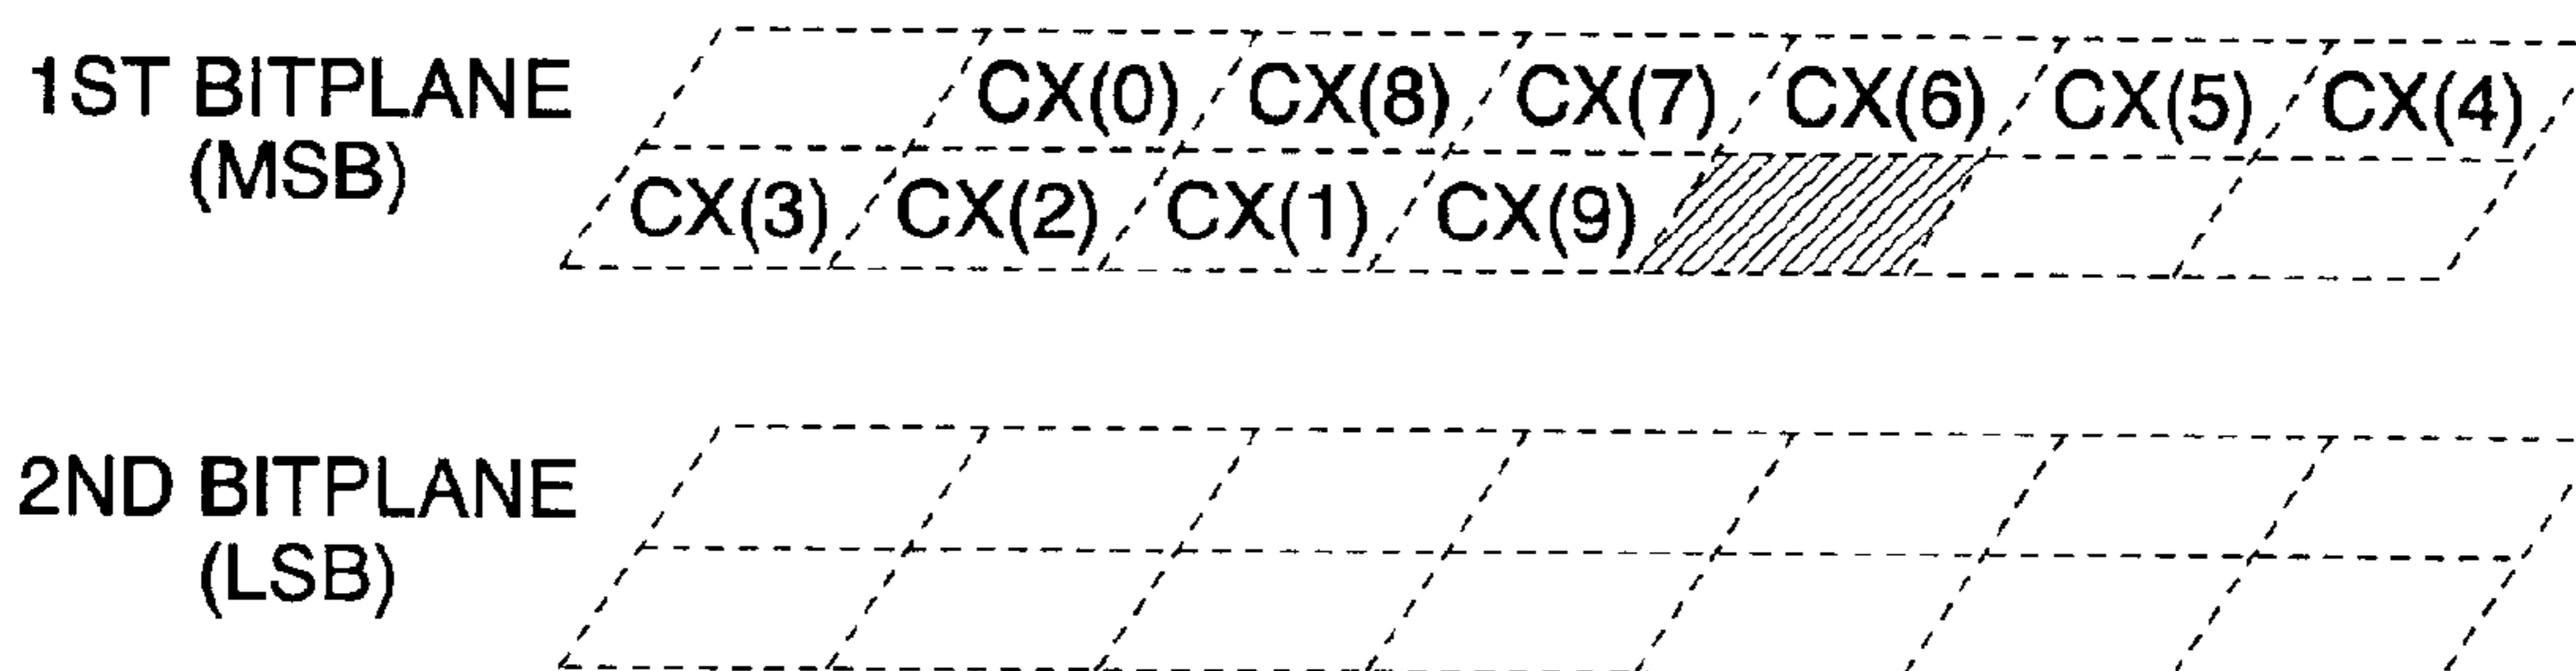 1ST BITPLANE
(MSB)
CX(0) CX(8) CX(7) CX(6) CX(5) CX(4)
CX(3) CX(2) CX(1) CX(9)
2ND BITPLANE
(LSB)